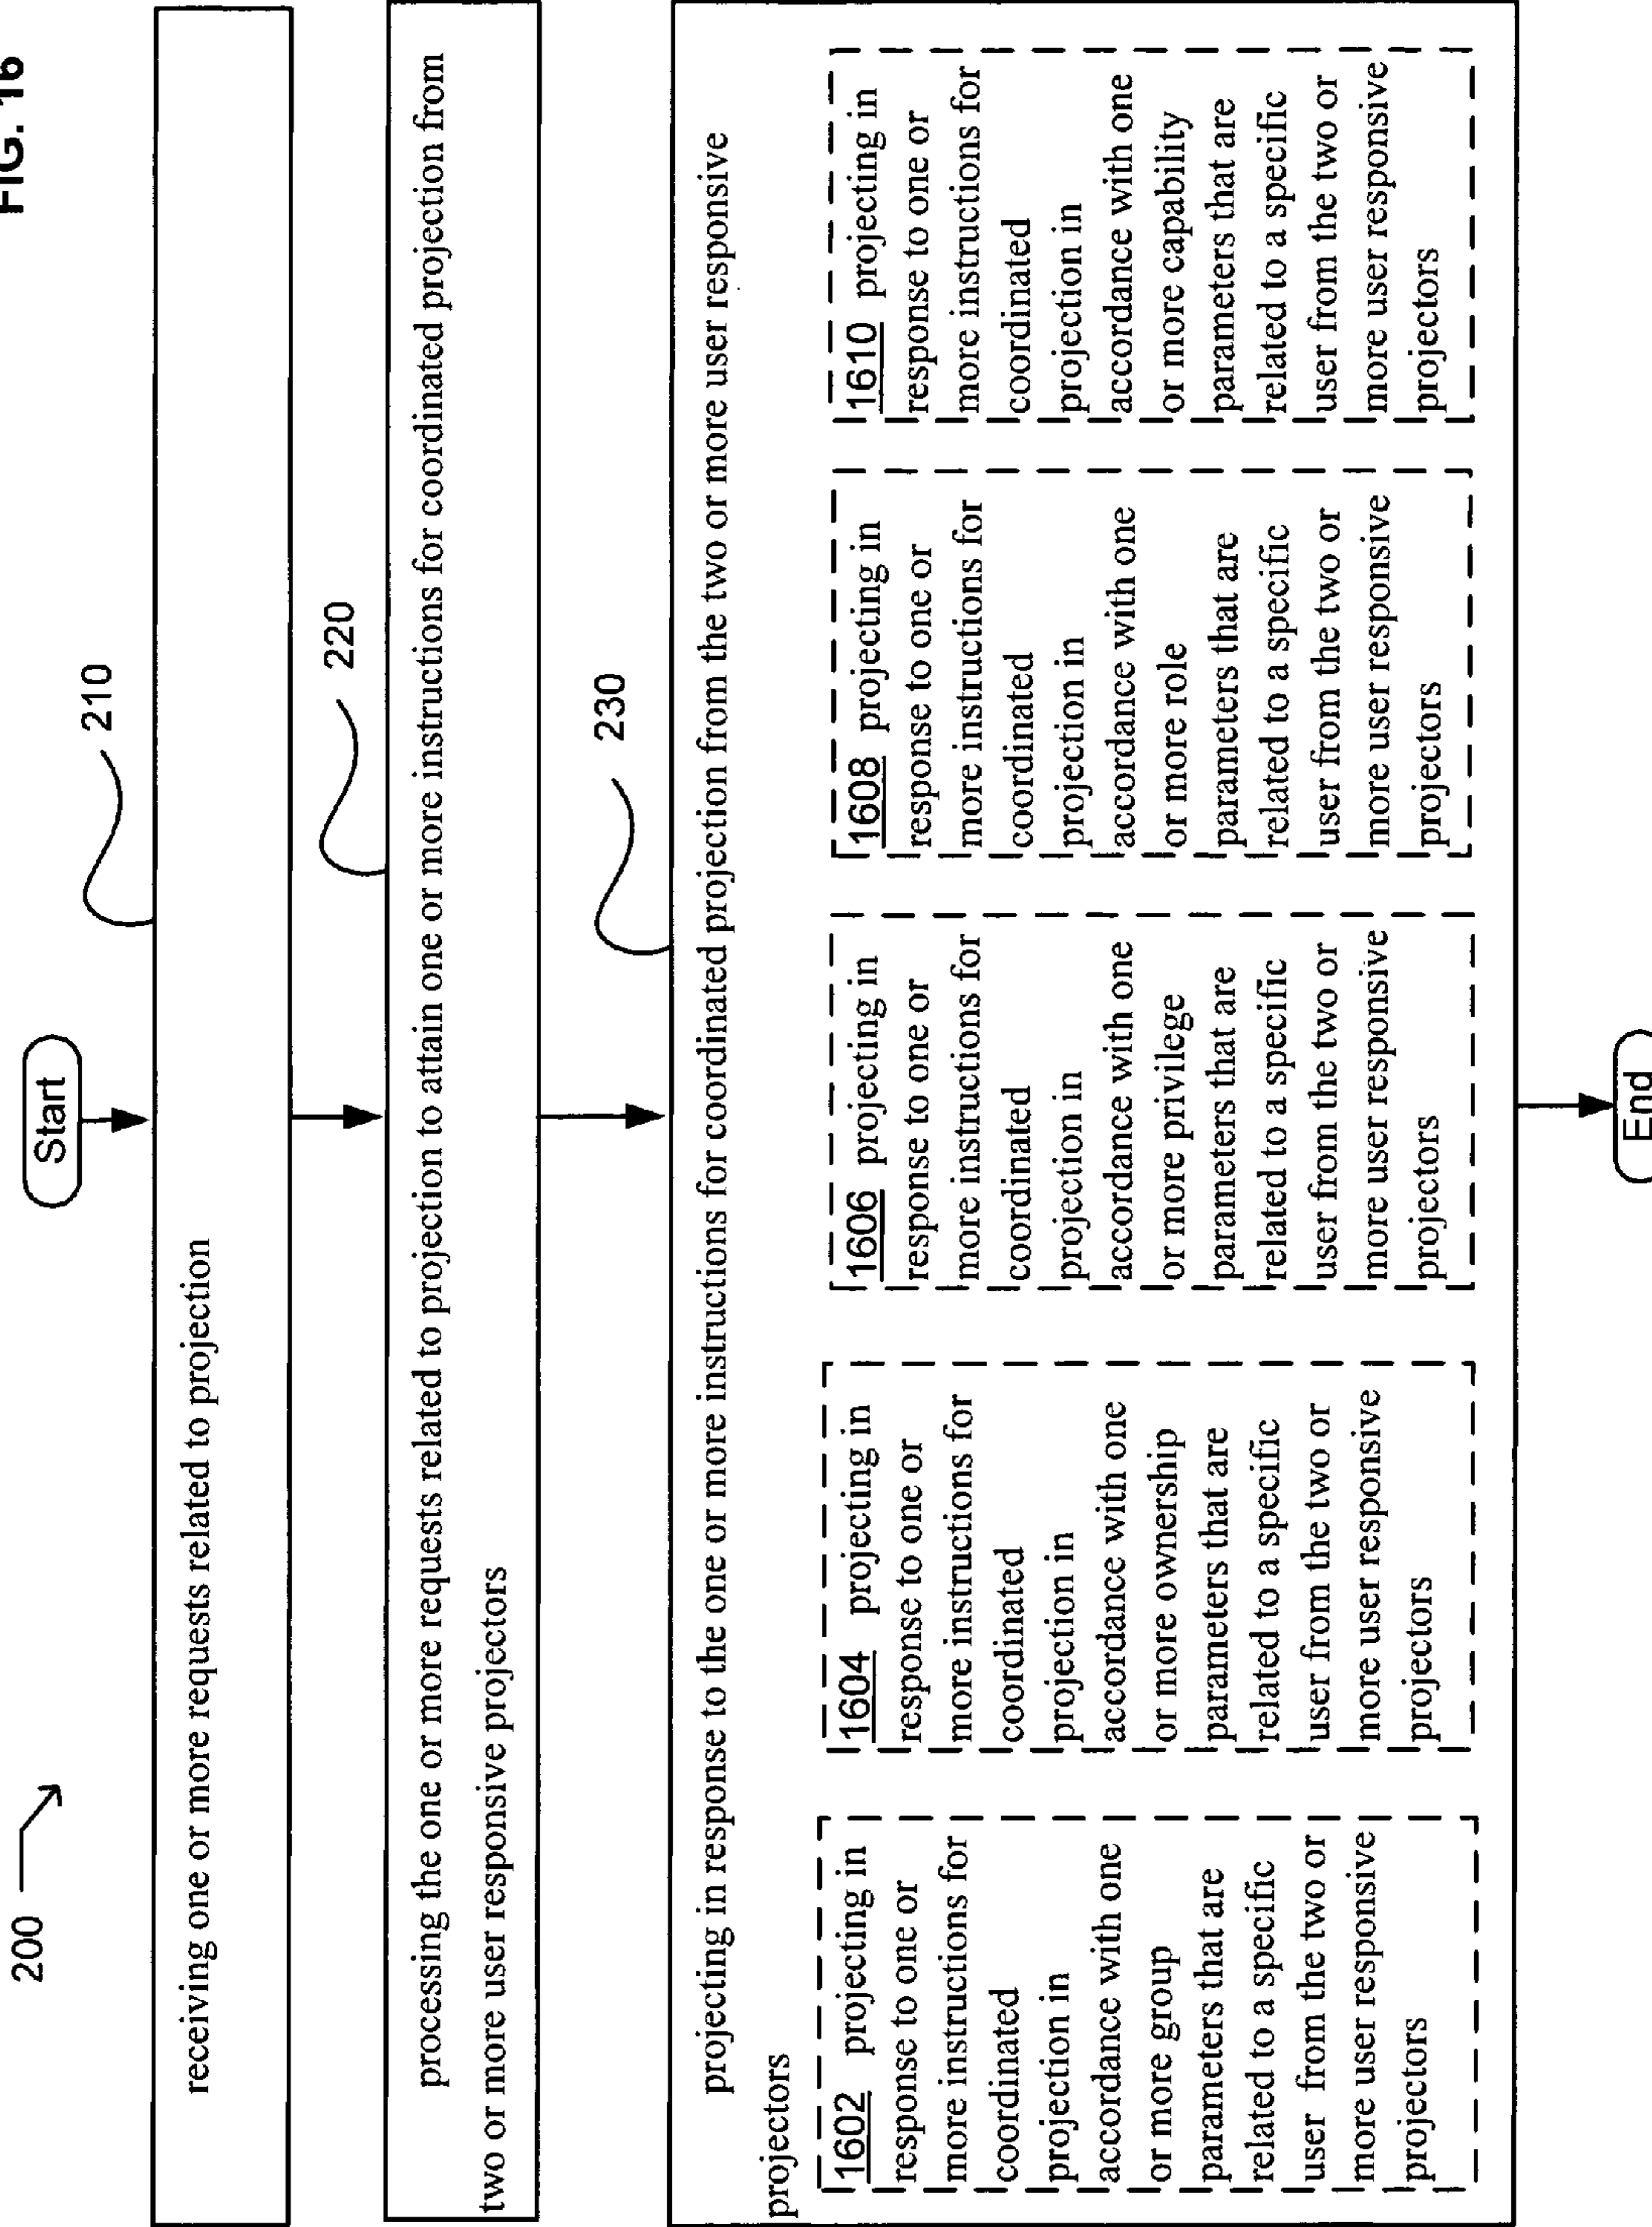 FIG. 16
200
Start
210
receiving one or more requests related to projection
220
processing the one or more requests related to projection to attain one or more instructions for coordinated projection from
two or more user responsive projectors
230
projecting in response to the one or more instructions for coordinated projection from the two or more user responsive
projectors
1602 projecting in
response to one or
more instructions for
coordinated
projection in
accordance with one
or more group
parameters that are
related to a specific
user from the two or
more user responsive
projectors
1604 projecting in
response to one or
more instructions for
coordinated
projection in
accordance with one
or more ownership
parameters that are
related to a specific
user from the two or
more user responsive
projectors
1606 projecting in
response to one or
more instructions for
coordinated
projection in
accordance with one
or more privilege
parameters that are
related to a specific
user from the two or
more user responsive
projectors
1608 projecting in
response to one or
more instructions for
coordinated
projection in
accordance with one
or more role
parameters that are
related to a specific
user from the two or
more user responsive
projectors
1610 projecting in
response to one or
more instructions for
coordinated
projection in
accordance with one
or more capability
parameters that are
related to a specific
user from the two or
more user responsive
projectors
End